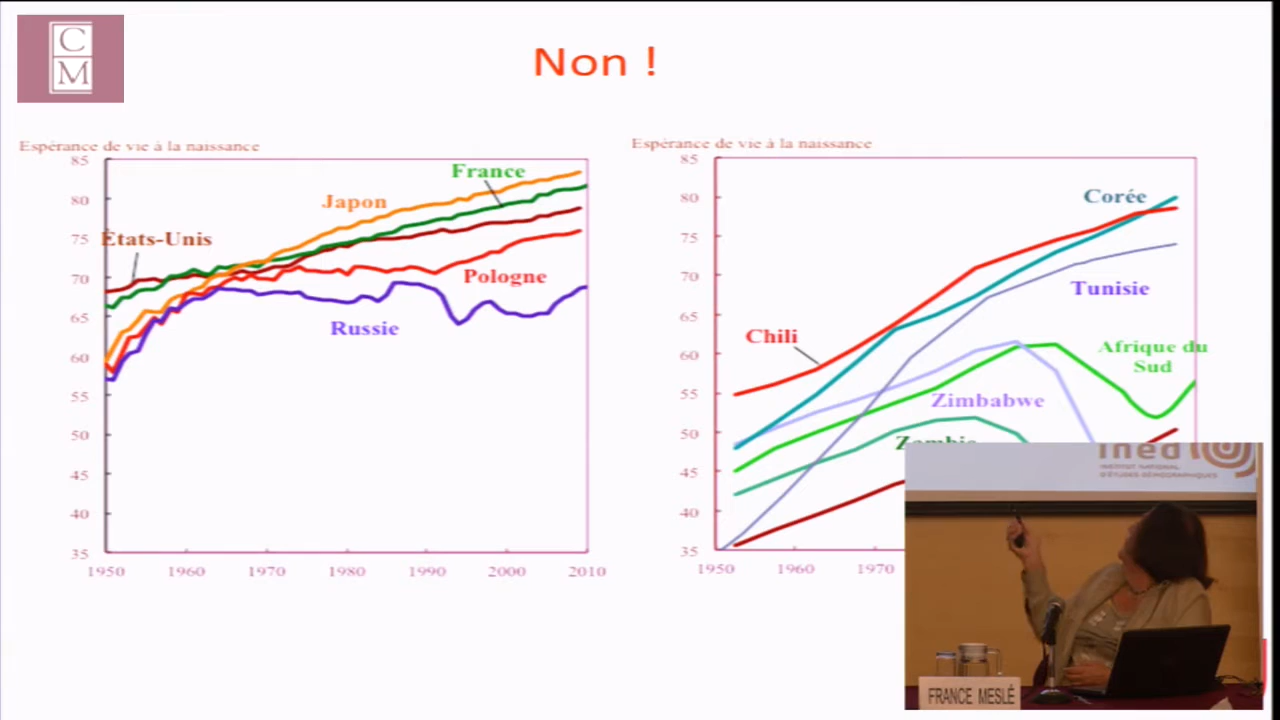 C
M
Non !
Espérance de vie à la naissance
85
80
75
70
65
60
55
50
45
40
35
1950
1960
1970
1980
1990
2000
2010
France
Japon
États-Unis
Pologne
Russie
Espérance de vie à la naissance
85
80
75
70
65
60
55
50
45
40
35
1950
1960
1970
Corée
Tunisie
Chili
Afrique du
Sud
Zimbabwe
Zambie
ined
INSTITUT NATIONAL
D'ÉTUDES DÉMOGRAPHIQUES
FRANCE MESLÉ